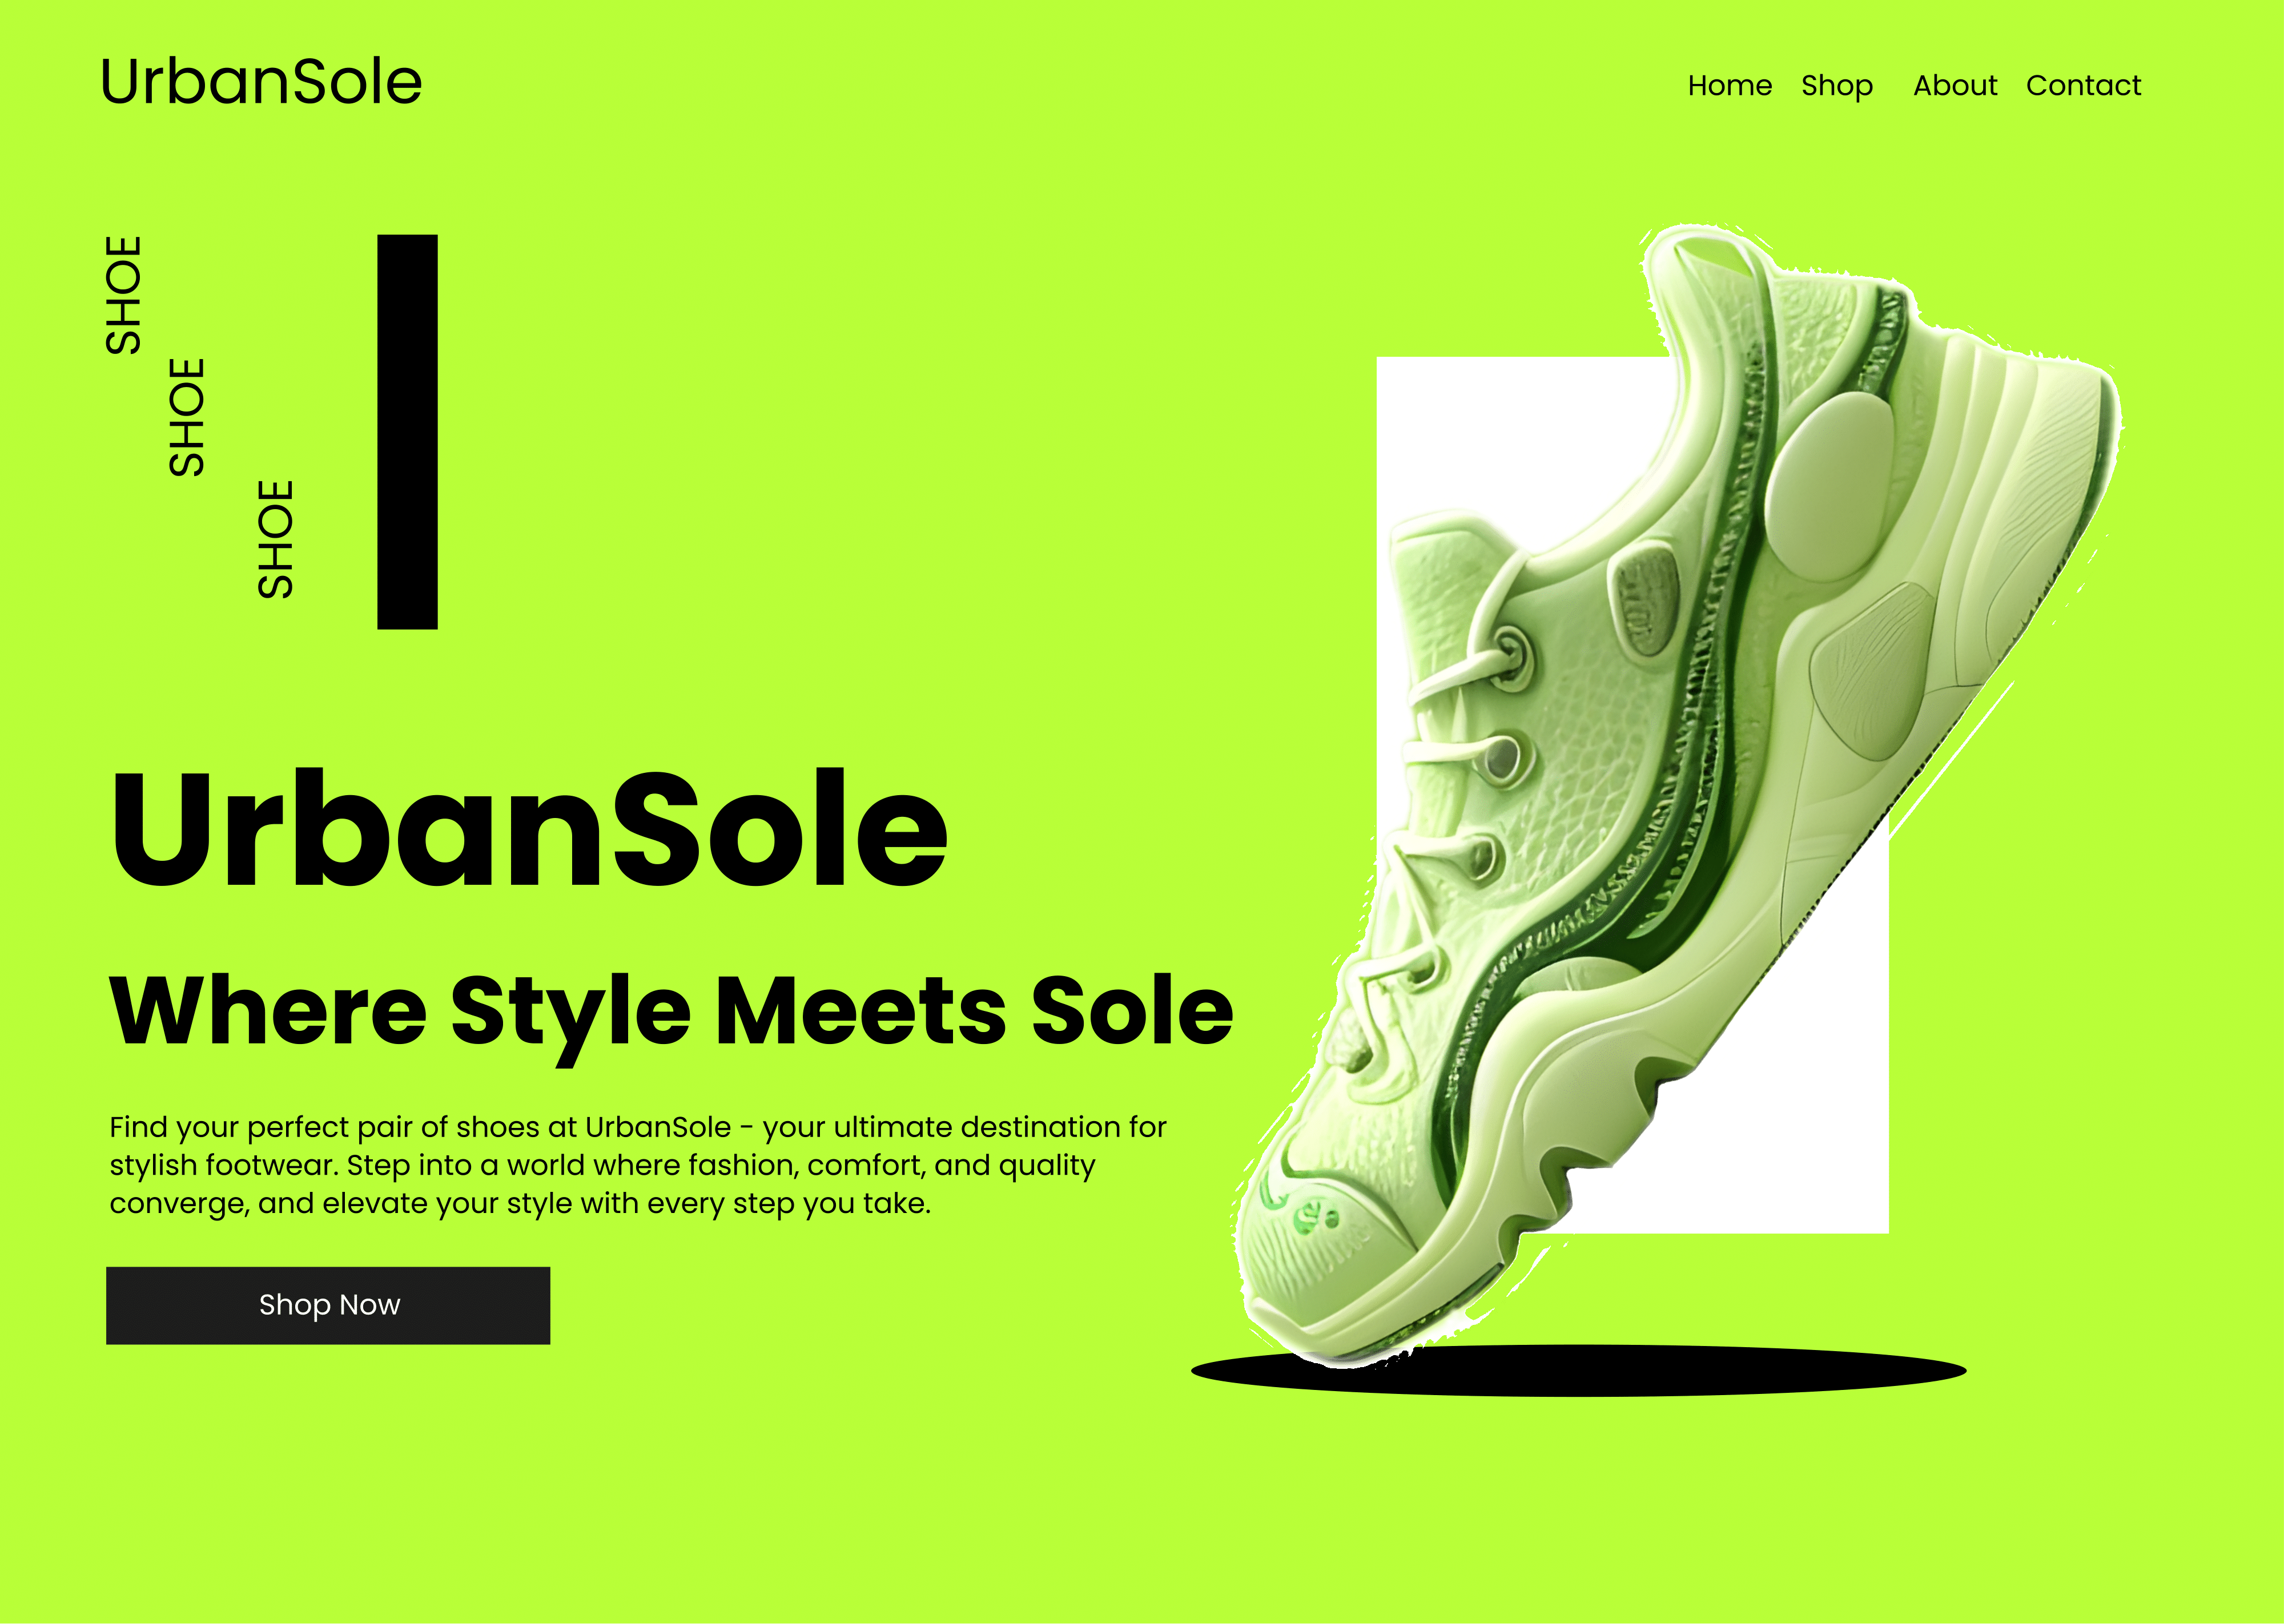 UrbanSole
Home Shop About Contact
SHOE
SHOE
SHOE
UrbanSole
Where Style Meets Sole
Find your perfect pair of shoes at UrbanSole - your ultimate destination for
stylish footwear. Step into a world where fashion, comfort, and quality
converge, and elevate your style with every step you take.
Shop Now